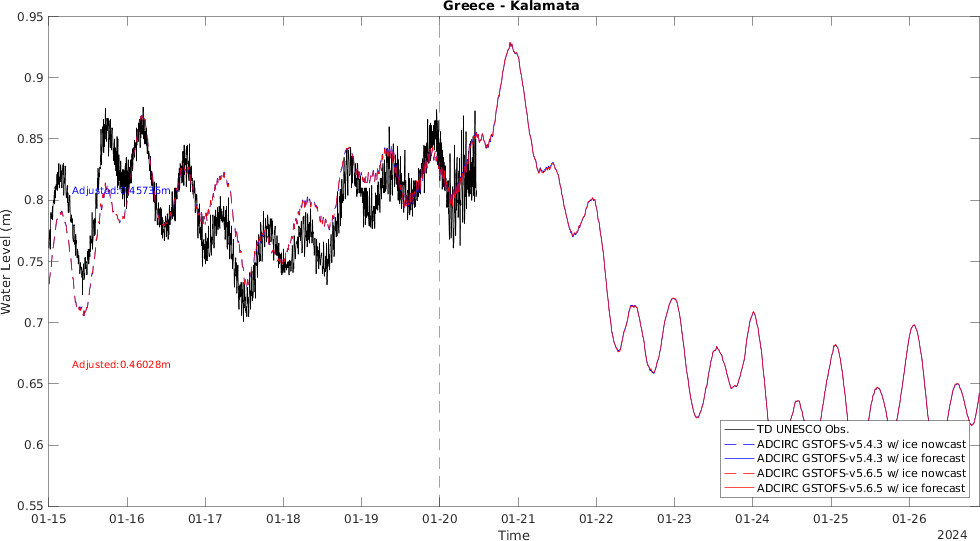 Greece - Kalamata
0.95
0.9
0.85
0.8
0.75
0.7
0.65
0.6
0.55
Water Level (m)
Adjusted:0.45735m
Adjusted:0.46028m
TD UNESCO Obs.
ADCIRC GSTOFS-v5.4.3 w/ ice nowcast
ADCIRC GSTOFS-v5.4.3 w/ ice forecast
ADCIRC GSTOFS-v5.6.5 w/ ice nowcast
ADCIRC GSTOFS-v5.6.5 w/ ice forecast
01-15 01-16 01-17 01-18 01-19 01-20 01-21 01-22 01-23 01-24 01-25 01-26
Time
2024